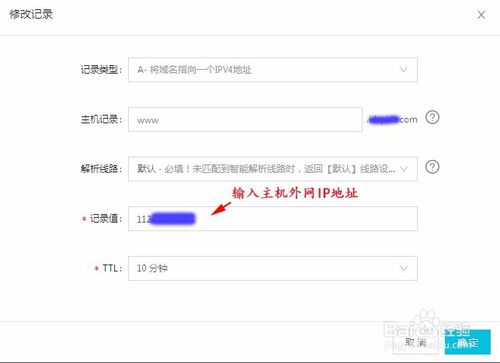 修改记录
记录类型: A- 将域名指向一个IPV4地址
主机记录: www .com
解析线路: 默认 - 必填！未匹配到智能解析线路时，返回【默认】线路设...
输入主机外网IP地址
* 记录值: 112
* TTL: 10 分钟
取消 确定
Baidu经验